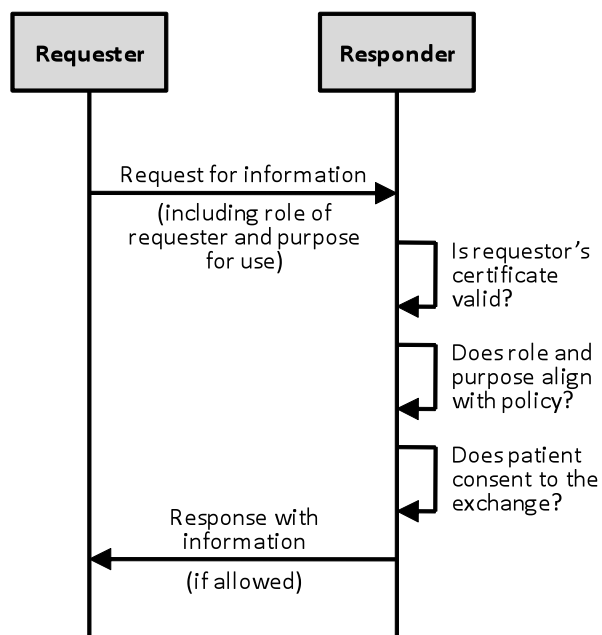 Requester
Responder
Request for information
(including role of
requester and purpose
for use)
Is requestor's
certificate
valid?
Does role and
purpose align
with policy?
Does patient
consent to the
exchange?
Response with
information
(if allowed)